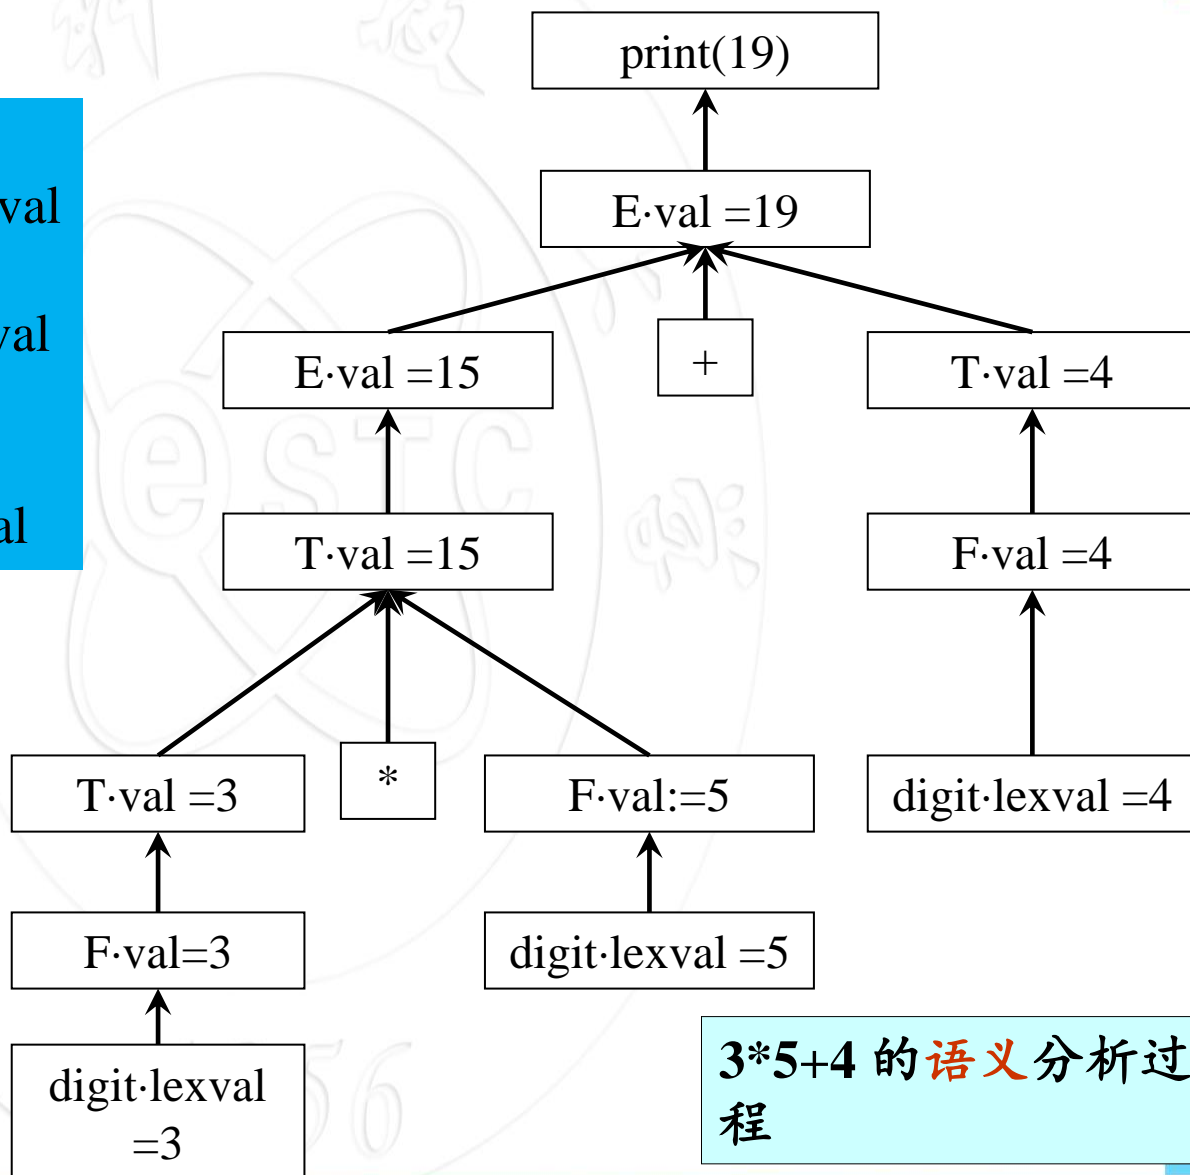 print(19)
val
E·val =19
val
E·val =15
+
T·val =4
al
T·val =15
F·val =4
T·val =3
*
F·val:=5
digit·lexval =4
F·val=3
digit·lexval =5
digit·lexval
=3
3*5+4 的语义分析过
程
eSTC
56